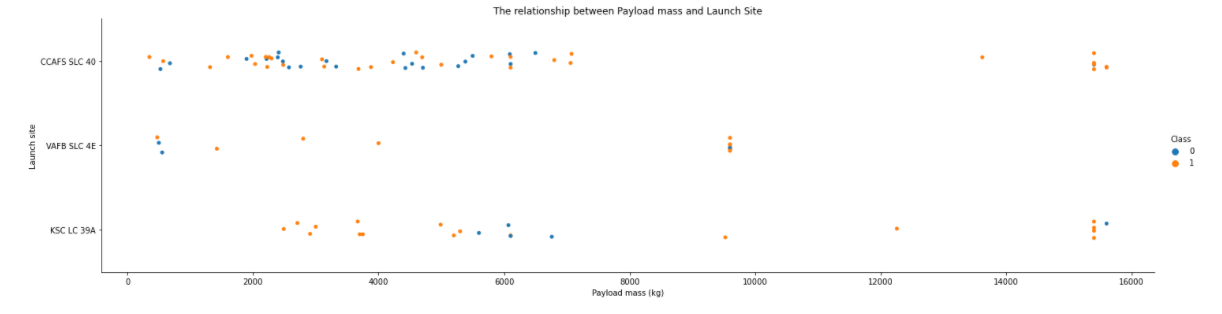 The relationship between Payload mass and Launch Site
CCAFS SLC 40
VAFB SLC 4E
KSC LC 39A
Launch site
0 2000 4000 6000 8000 10000 12000 14000 16000
Payload mass (kg)
Class
0
1